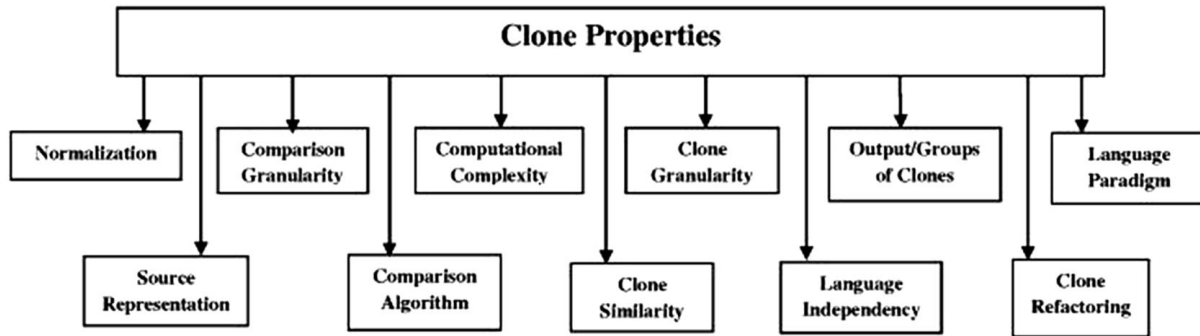 Clone Properties
Normalization
Comparison
Granularity
Computational
Complexity
Clone
Granularity
Output/Groups
of Clones
Language
Paradigm
Source
Representation
Comparison
Algorithm
Clone
Similarity
Language
Independency
Clone
Refactoring